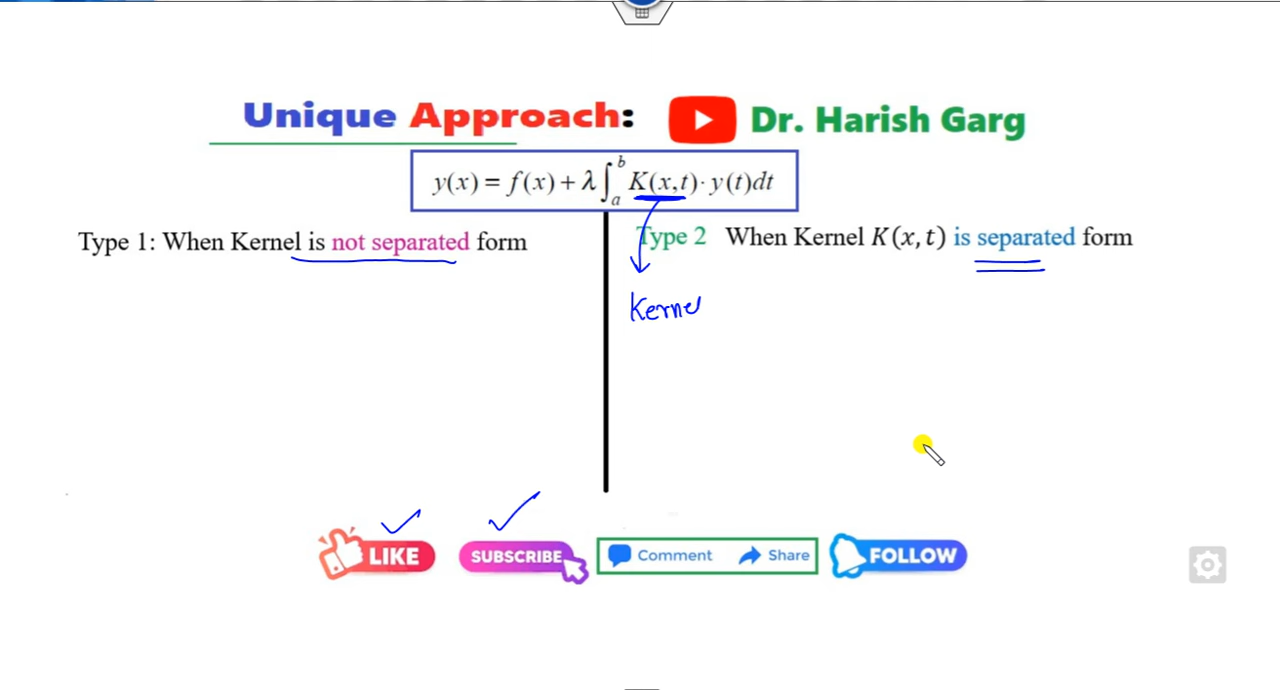 Unique Approach: Dr. Harish Garg
y(x) = f(x) + λ∫_a^b K(x,t)· y(t)dt
Type 1: When Kernel is not separated form
Type 2 When Kernel K(x, t) is separated form
Kernel
LIKE SUBSCRIBE Comment Share FOLLOW